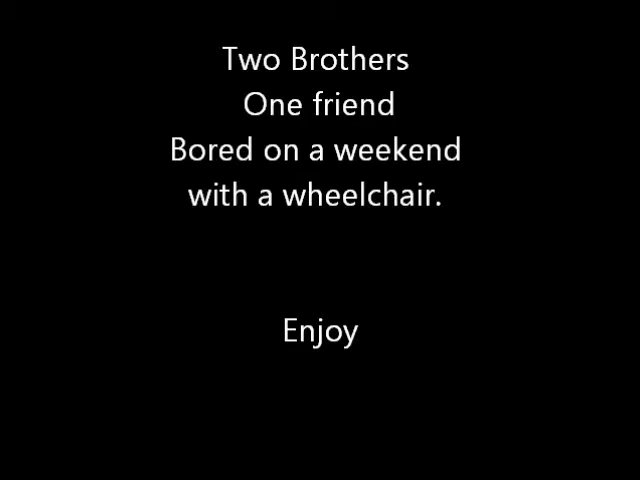 Two Brothers
One friend
Bored on a weekend
with a wheelchair.
Enjoy